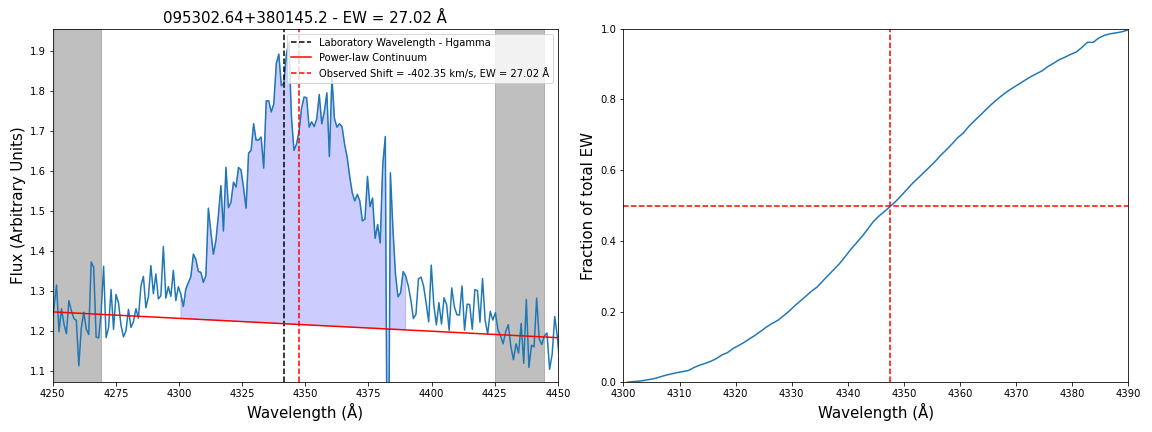 095302.64+380145.2 - EW = 27.02 Å
Laboratory Wavelength - Hgamma
Power-law Continuum
Observed Shift = -402.35 km/s, EW = 27.02 Å
Flux (Arbitrary Units)
1.9
1.8
1.7
1.6
1.5
1.4
1.3
1.2
1.1
4250 4275 4300 4325 4350 4375 4400 4425 4450
Wavelength (Å)
Fraction of total EW
1.0
0.8
0.6
0.4
0.2
0.0
4300 4310 4320 4330 4340 4350 4360 4370 4380 4390
Wavelength (Å)